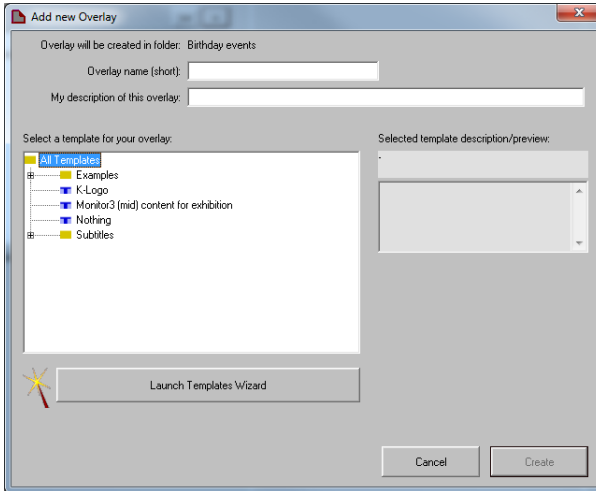 Add new Overlay
Overlay will be created in folder: Birthday events
Overlay name (short):
My description of this overlay:
Select a template for your overlay:
Selected template description/preview:
All Templates
Examples
K-Logo
Monitor3 (mid) content for exhibition
Nothing
Subtitles
Launch Templates Wizard
Cancel
Create